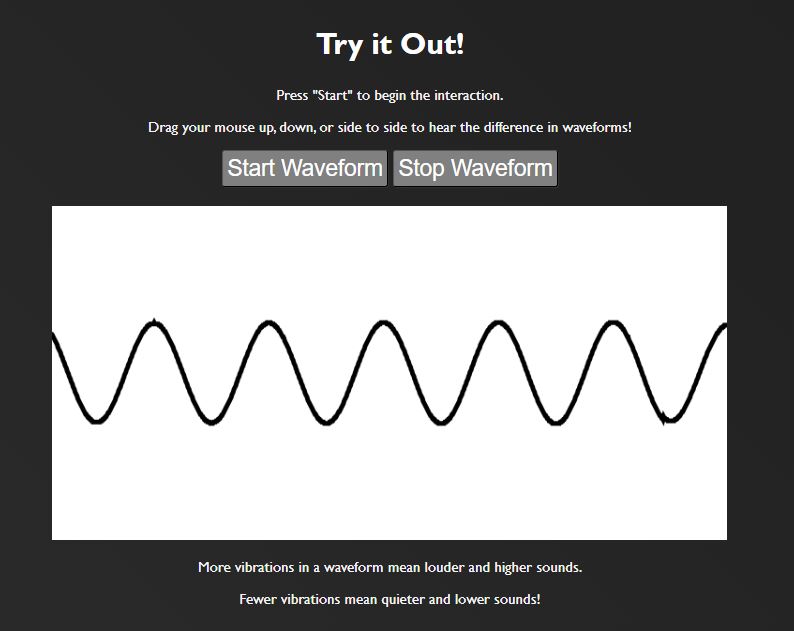 Try it Out!
Press "Start" to begin the interaction.
Drag your mouse up, down, or side to side to hear the difference in waveforms!
Start Waveform Stop Waveform
More vibrations in a waveform mean louder and higher sounds.
Fewer vibrations mean quieter and lower sounds!